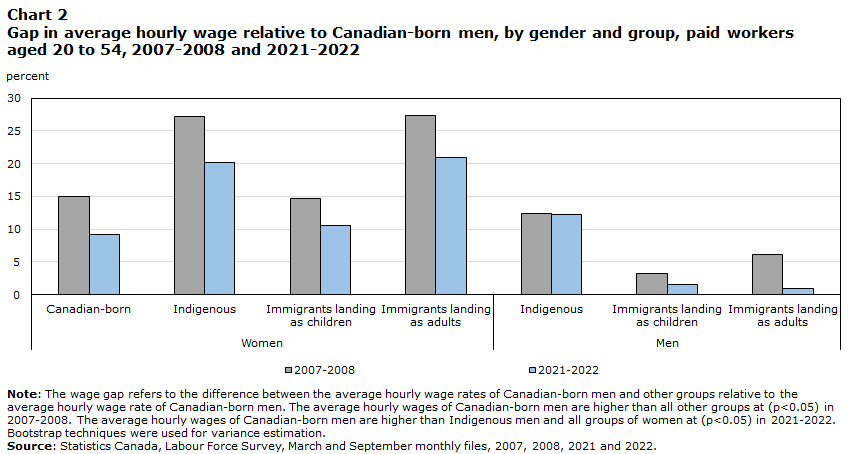 Chart 2
Gap in average hourly wage relative to Canadian-born men, by gender and group, paid workers
aged 20 to 54, 2007-2008 and 2021-2022
percent
30
25
20
15
10
5
0
Canadian-born
Indigenous
Immigrants landing
as children
Immigrants landing
as adults
Indigenous
Immigrants landing
as children
Immigrants landing
as adults
Women
Men
2007-2008
2021-2022
Note: The wage gap refers to the difference between the average hourly wage rates of Canadian-born men and other groups relative to the
average hourly wage rate of Canadian-born men. The average hourly wages of Canadian-born men are higher than all other groups at (p<0.05) in
2007-2008. The average hourly wages of Canadian-born men are higher than Indigenous men and all groups of women at (p<0.05) in 2021-2022.
Bootstrap techniques were used for variance estimation.
Source: Statistics Canada, Labour Force Survey, March and September monthly files, 2007, 2008, 2021 and 2022.